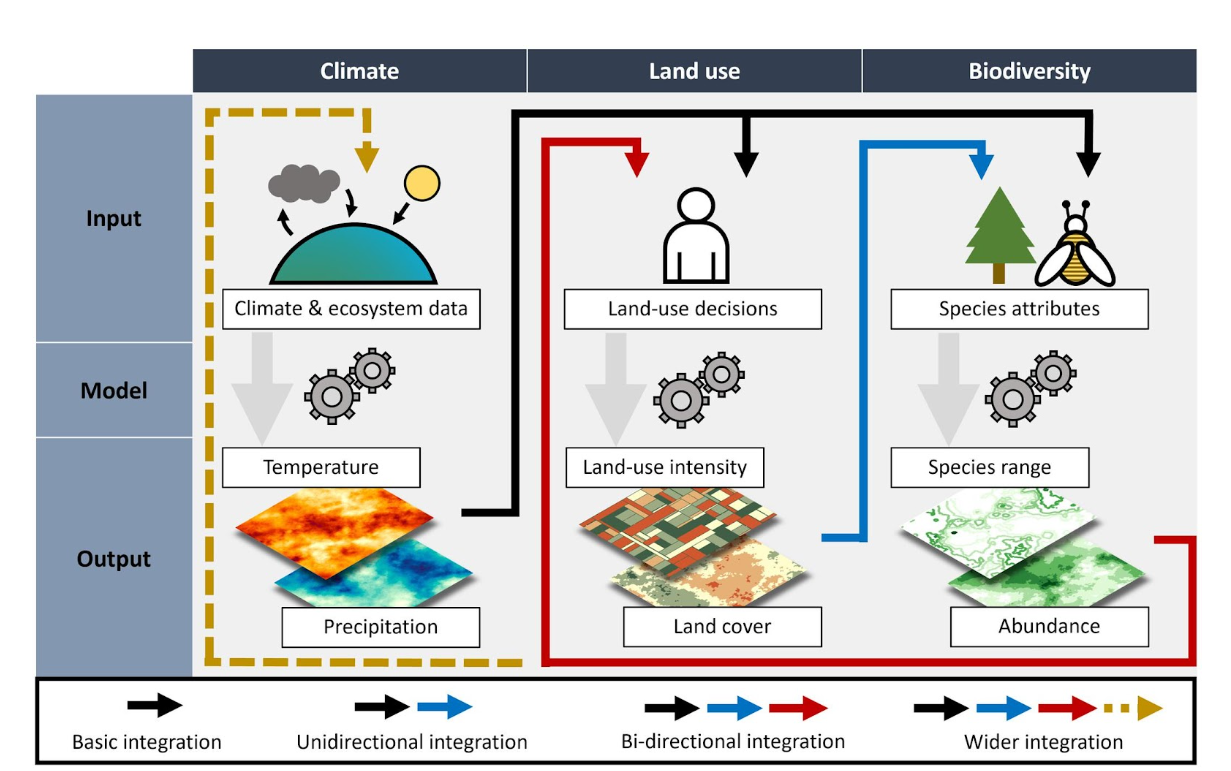 Climate
Land use
Biodiversity
Input
Climate & ecosystem data
Land-use decisions
Species attributes
Model
Output
Temperature
Land-use intensity
Species range
Precipitation
Land cover
Abundance
Basic integration
Unidirectional integration
Bi-directional integration
Wider integration